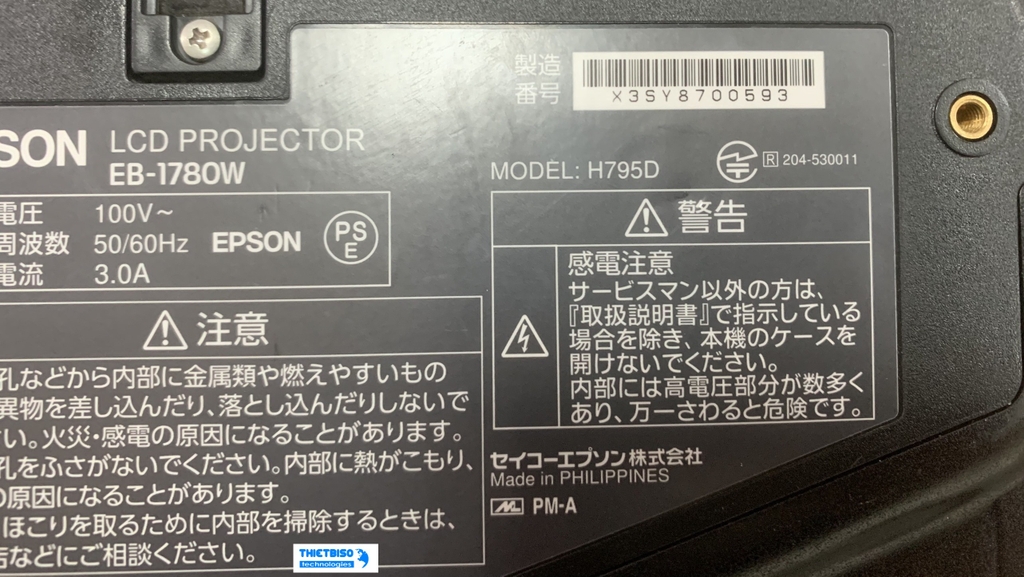 製造
番号
X3SY8700593
SON LCD PROJECTOR
EB-1780W
MODEL: H795D
R 204-530011
電圧 100V~
周波数 50/60Hz EPSON PSE
電流 3.0A
警告
感電注意
サービスマン以外の方は、
『取扱説明書』で指示している
場合を除き、本機のケースを
開けないでください。
内部には高電圧部分が数多く
あり、万一さわると危険です。
注意
孔などから内部に金属類や燃えやすいもの
異物を差し込んだり、落とし込んだりしないで
い。火災・感電の原因になることがあります。
孔をふさがないでください。内部に熱がこもり、
の原因になることがあります。
ほこりを取るために内部を掃除するときは、
店などにご相談ください。
セイコーエプソン株式会社
Made in PHILIPPINES
PM-A
THIETBISO
technologies